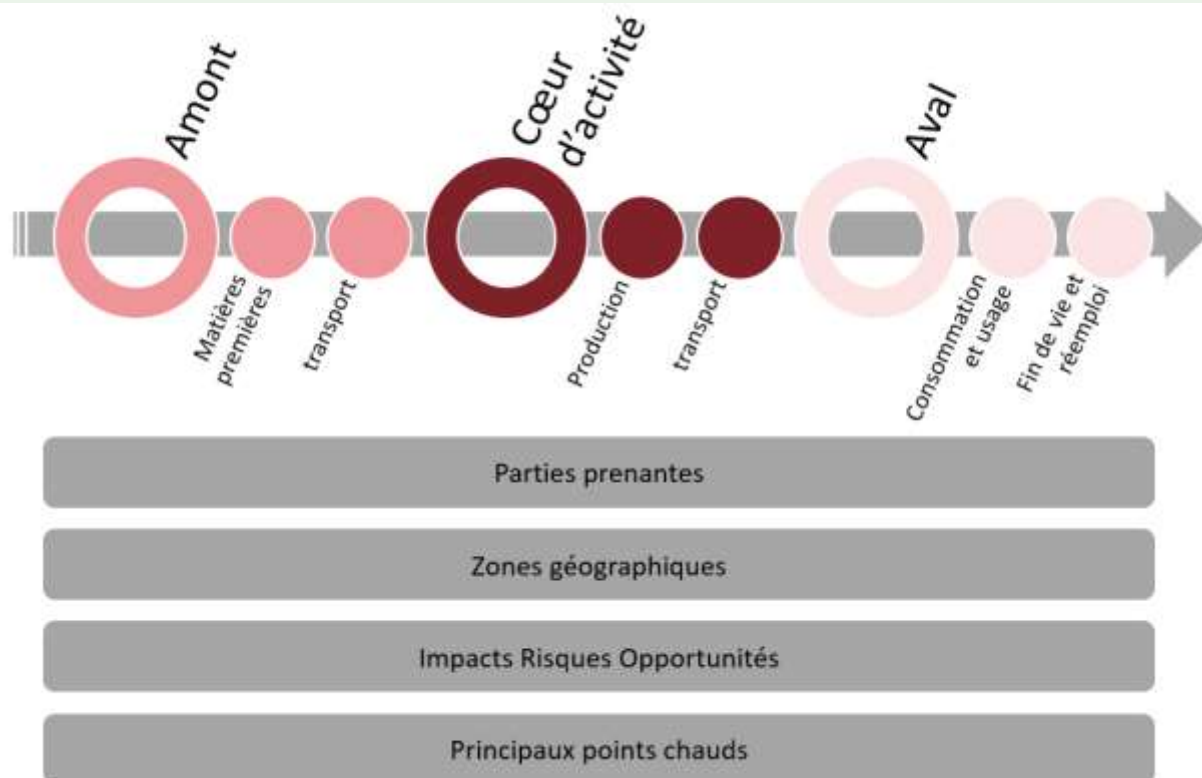 Amont
Matières
premières
transport
Cœur
d'activité
Production
transport
Aval
Consommation
et usage
Fin de vie et
réemploi
Parties prenantes
Zones géographiques
Impacts Risques Opportunités
Principaux points chauds